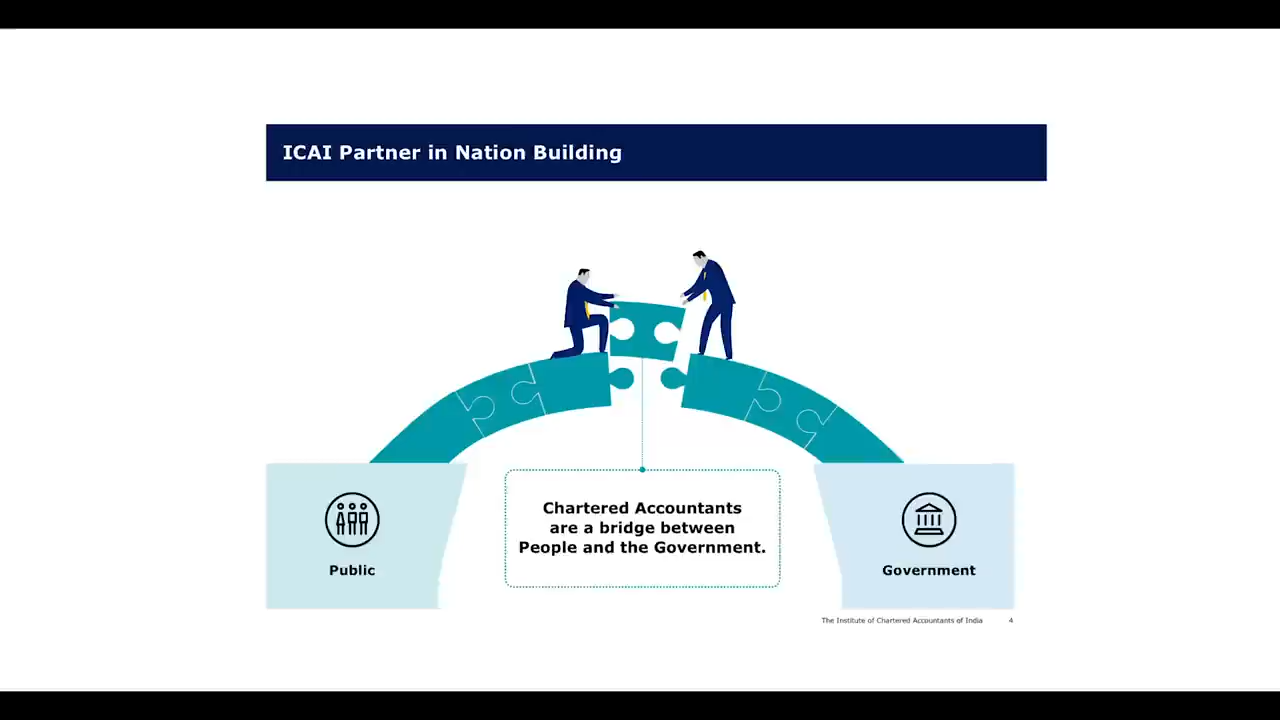 ICAI Partner in Nation Building
Chartered Accountants
are a bridge between
People and the Government.
Public
Government
The Institute of Chartered Accountants of India 4